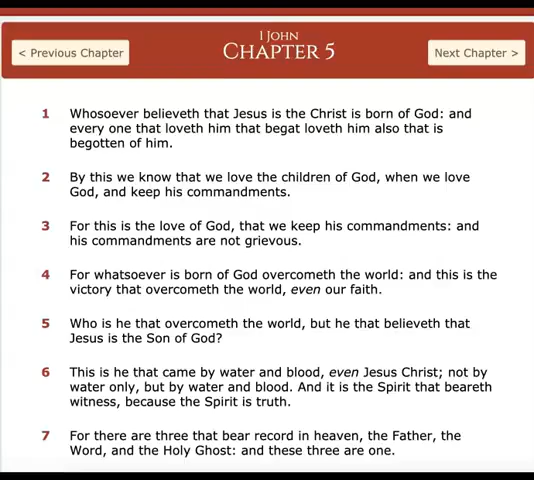 I JOHN
< Previous Chapter
CHAPTER 5
Next Chapter >
1 Whosoever believeth that Jesus is the Christ is born of God: and
every one that loveth him that begat loveth him also that is
begotten of him.
2 By this we know that we love the children of God, when we love
God, and keep his commandments.
3 For this is the love of God, that we keep his commandments: and
his commandments are not grievous.
4 For whatsoever is born of God overcometh the world: and this is the
victory that overcometh the world, even our faith.
5 Who is he that overcometh the world, but he that believeth that
Jesus is the Son of God?
6 This is he that came by water and blood, even Jesus Christ; not by
water only, but by water and blood. And it is the Spirit that beareth
witness, because the Spirit is truth.
7 For there are three that bear record in heaven, the Father, the
Word, and the Holy Ghost: and these three are one.